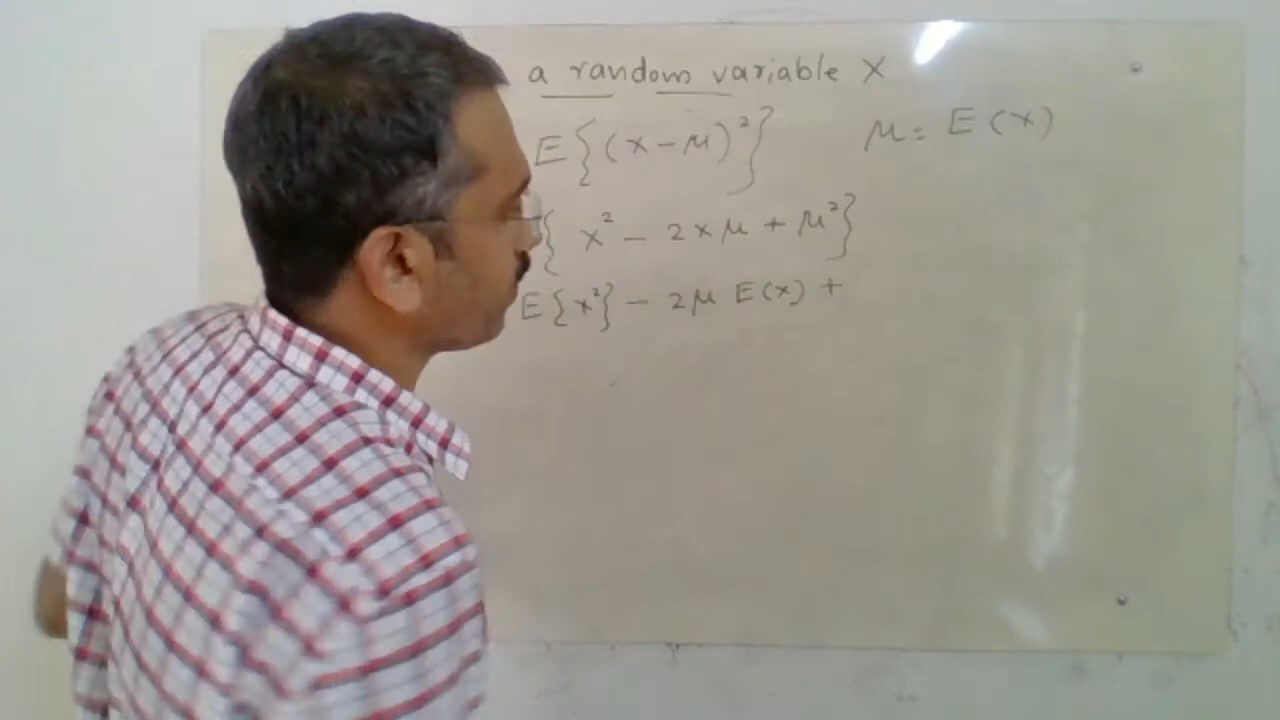 a random variable X
E{(x-μ)²} μ = E(x)
{ x² - 2xμ + μ²}
E{x²} - 2μ E(x) +